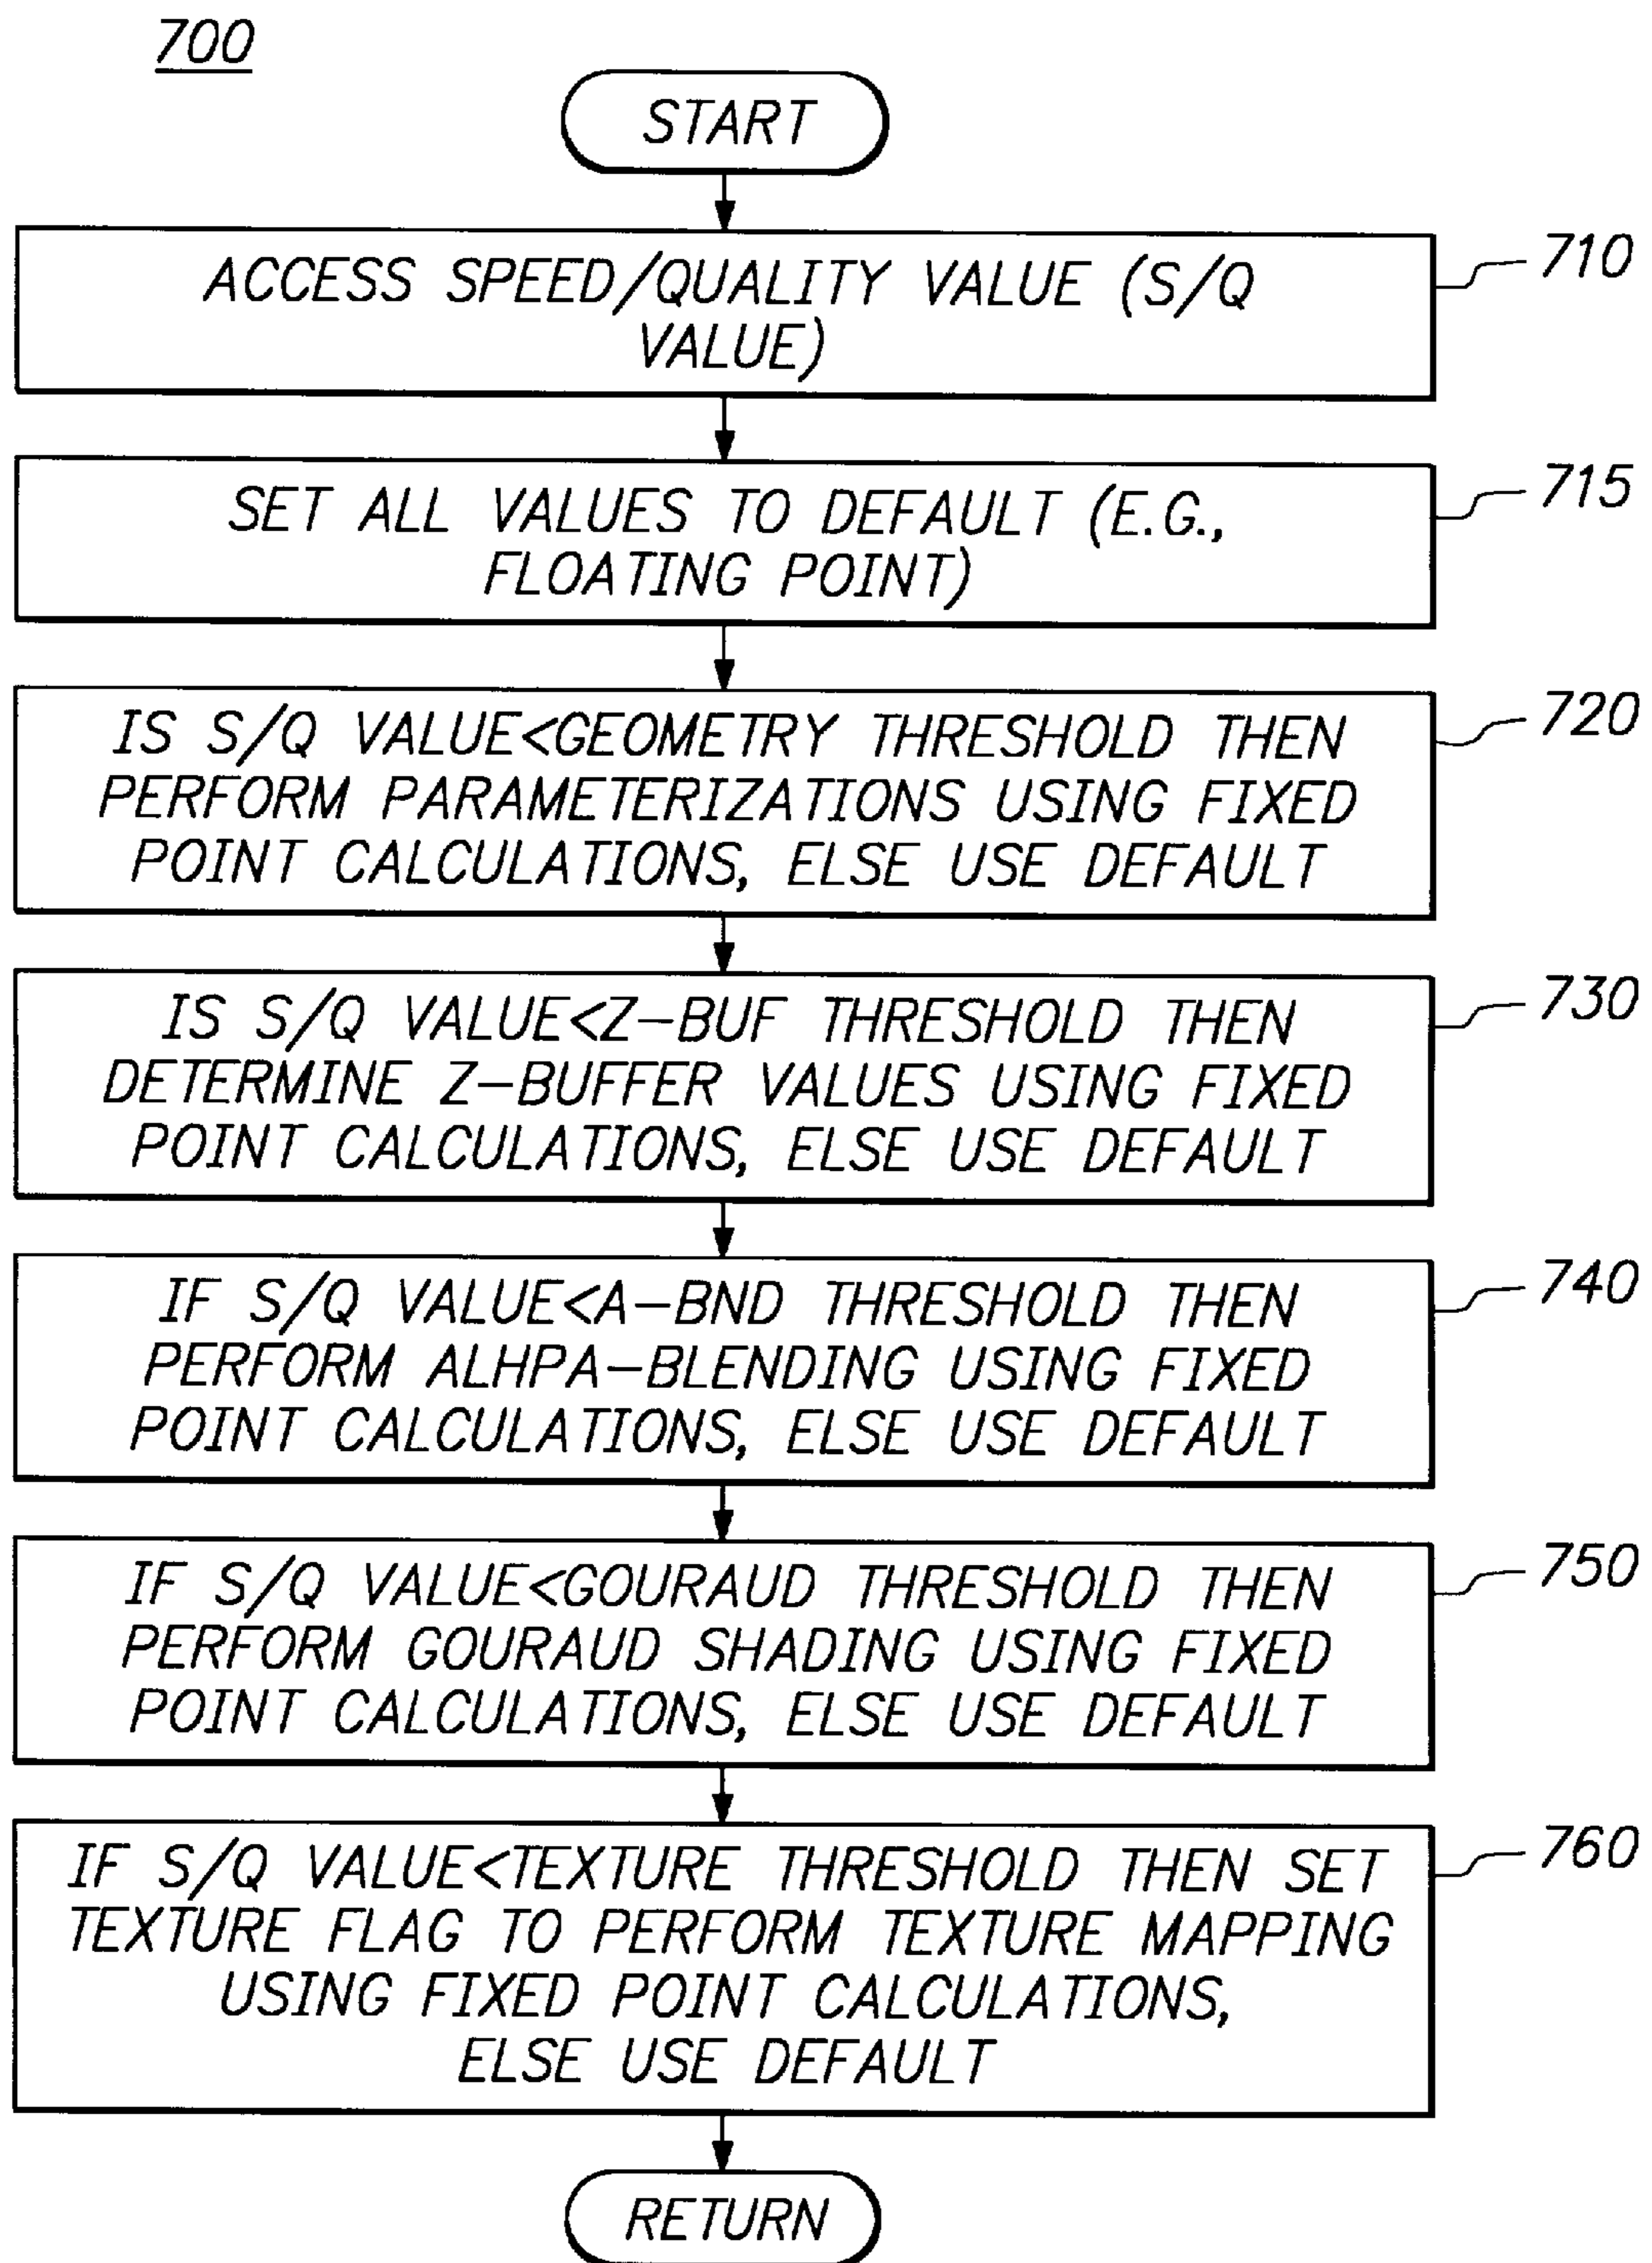 700
START
ACCESS SPEED/QUALITY VALUE (S/Q
VALUE)
710
SET ALL VALUES TO DEFAULT (E.G.,
FLOATING POINT)
715
IS S/Q VALUE<GEOMETRY THRESHOLD THEN
PERFORM PARAMETERIZATIONS USING FIXED
POINT CALCULATIONS, ELSE USE DEFAULT
720
IS S/Q VALUE<Z-BUF THRESHOLD THEN
DETERMINE Z-BUFFER VALUES USING FIXED
POINT CALCULATIONS, ELSE USE DEFAULT
730
IF S/Q VALUE<A-BND THRESHOLD THEN
PERFORM ALHPA-BLENDING USING FIXED
POINT CALCULATIONS, ELSE USE DEFAULT
740
IF S/Q VALUE<GOURAUD THRESHOLD THEN
PERFORM GOURAUD SHADING USING FIXED
POINT CALCULATIONS, ELSE USE DEFAULT
750
IF S/Q VALUE<TEXTURE THRESHOLD THEN SET
TEXTURE FLAG TO PERFORM TEXTURE MAPPING
USING FIXED POINT CALCULATIONS,
ELSE USE DEFAULT
760
RETURN